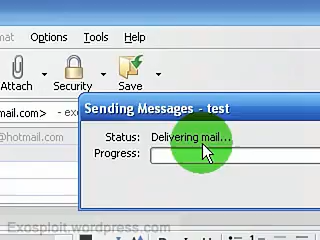 mat Options Tools Help
Attach Security Save
mail.com> - exo
Sending Messages - test
@hotmail.com
Status: Delivering mail...
Progress:
Exosploit.wordpress.com
B